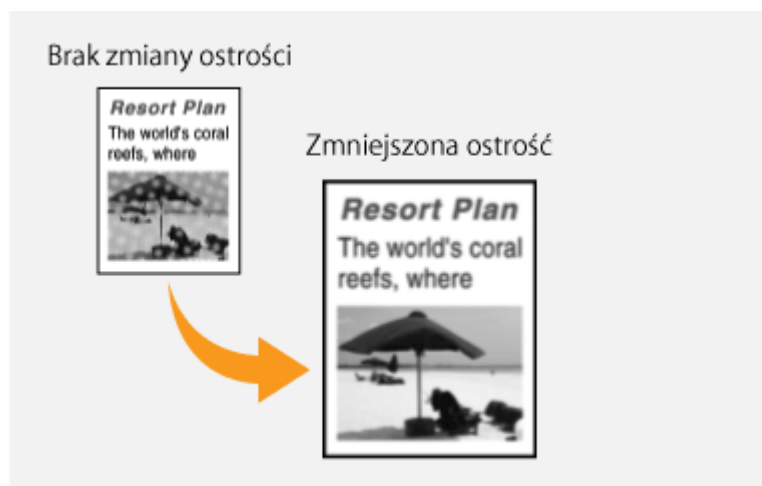 Brak zmiany ostrości
Resort Plan
The world's coral
reefs, where
Zmniejszona ostrość
Resort Plan
The world's coral
reefs, where